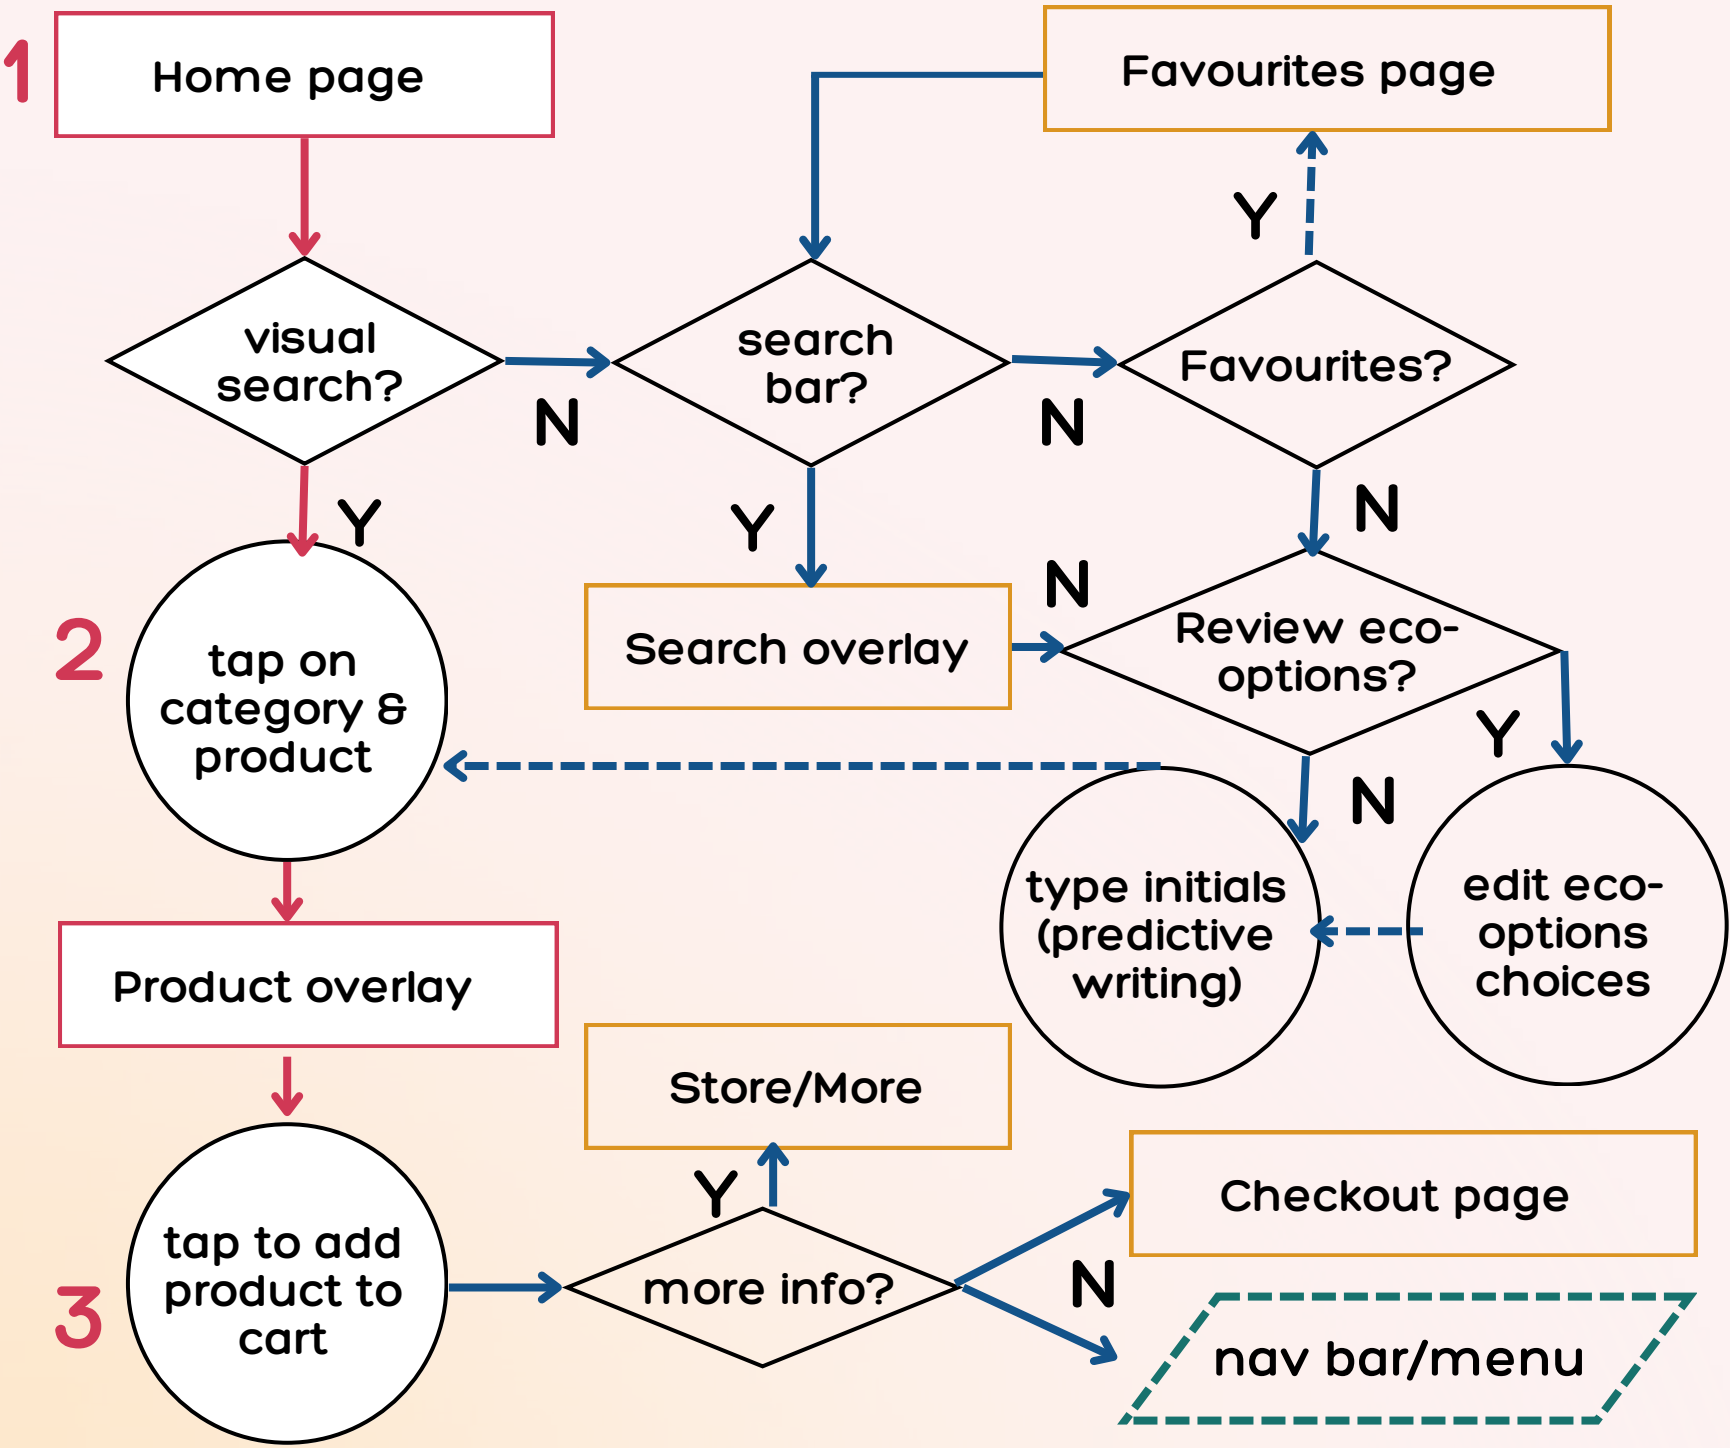 1
Home page
Favourites page
Y
visual
search?
N
search
bar?
N
Favourites?
Y
Y
N
N
2
tap on
category &
product
Search overlay
Review eco-
options?
Y
N
type initials
(predictive
writing)
edit eco-
options
choices
Product overlay
Store/More
Y
3
tap to add
product to
cart
more info?
N
Checkout page
nav bar/menu